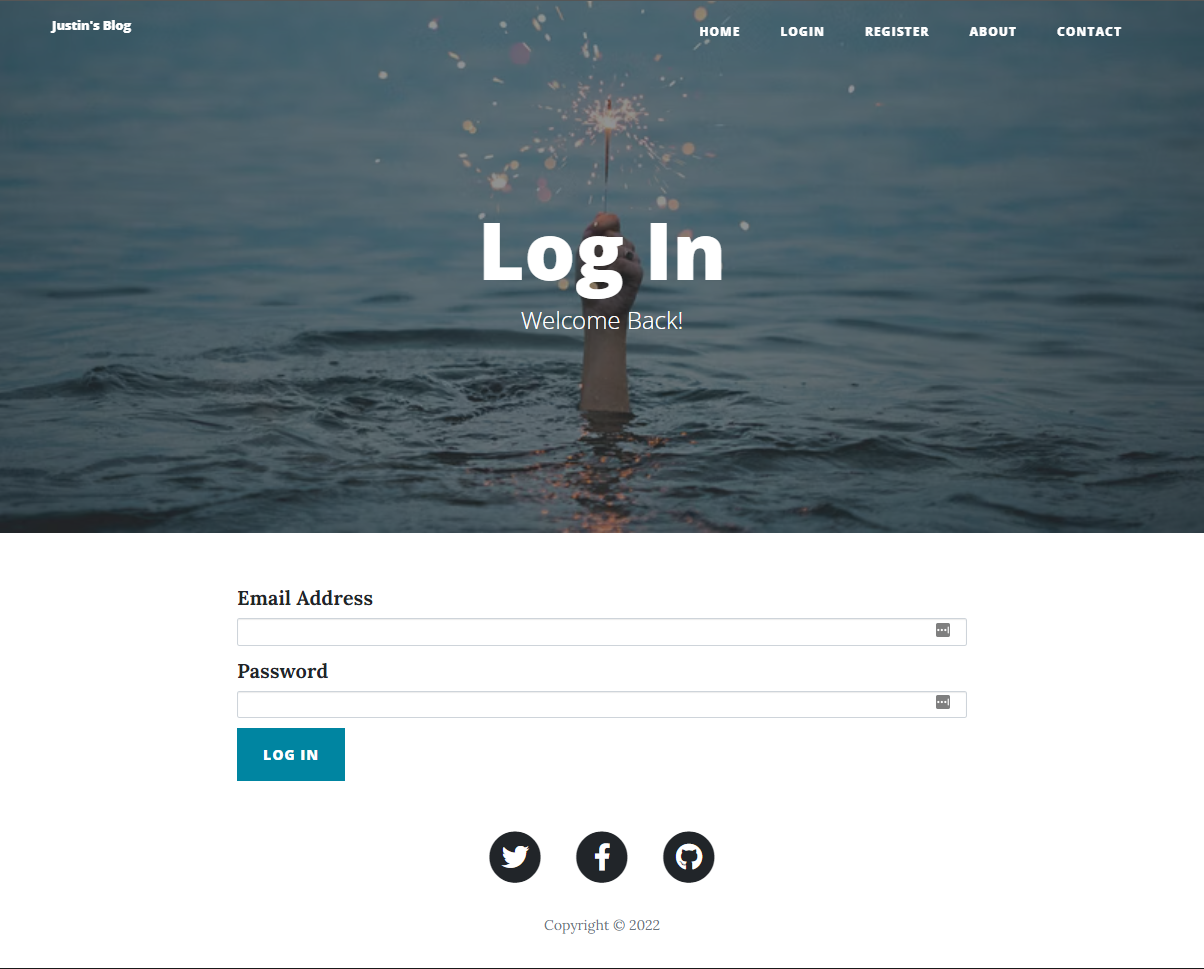 Justin's Blog
HOME LOGIN REGISTER ABOUT CONTACT
Log In
Welcome Back!
Email Address
Password
LOG IN
Copyright © 2022